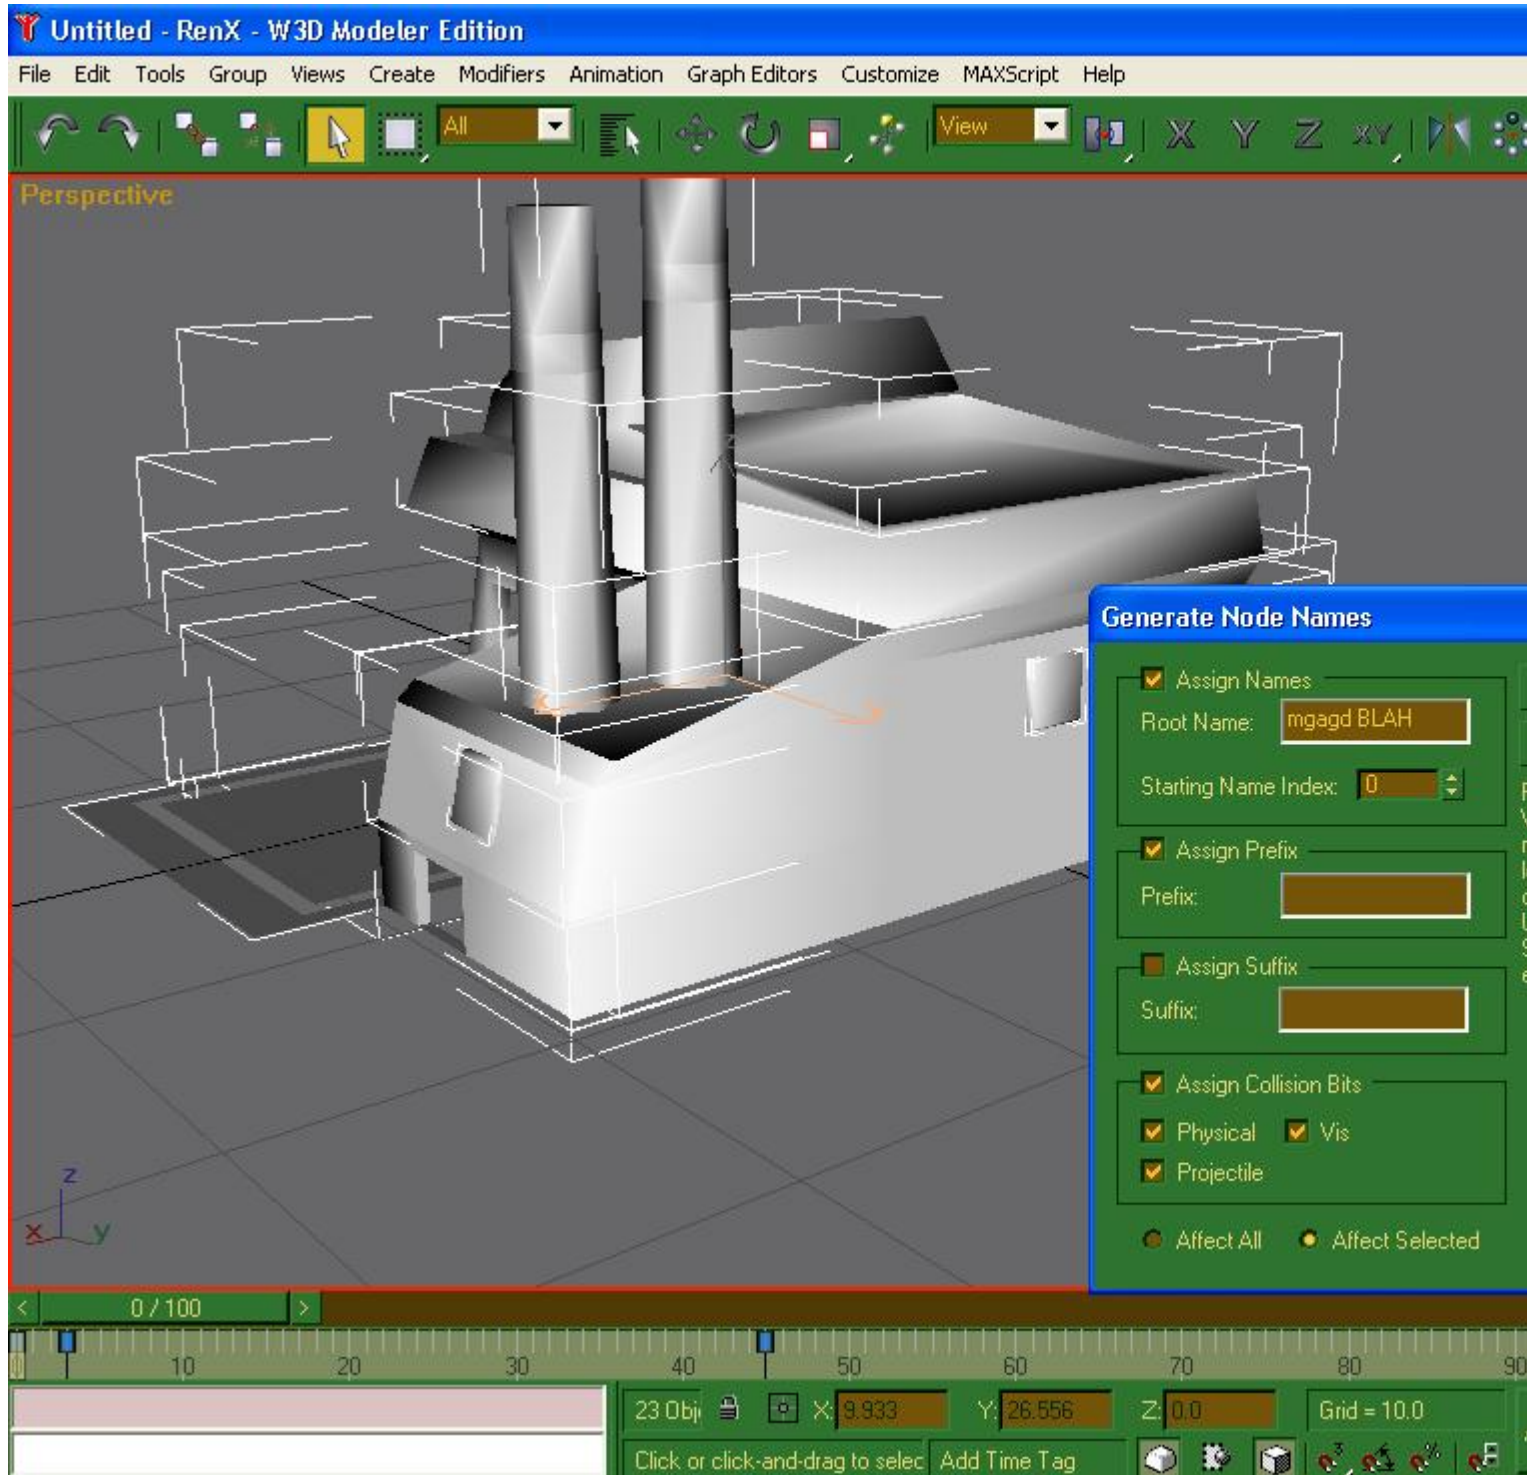 Untitled - RenX - W3D Modeler Edition
File Edit Tools Group Views Create Modifiers Animation Graph Editors Customize MAXScript Help
All View X Y Z XY
Perspective
Generate Node Names
Assign Names
Root Name: mgagd BLAH
Starting Name Index: 0
Assign Prefix
Prefix:
Assign Suffix
Suffix:
Assign Collision Bits
Physical Vis
Projectile
Affect All Affect Selected
z
x y
< 0 / 100 >
10 20 30 40 50 60 70 80 90
23 Obj X: 9.933 Y: 26.556 Z: 0.0 Grid = 10.0
Click or click-and-drag to selec Add Time Tag